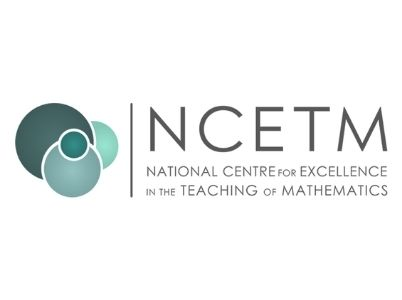 NCETM
NATIONAL CENTRE FOR EXCELLENCE
IN THE TEACHING OF MATHEMATICS